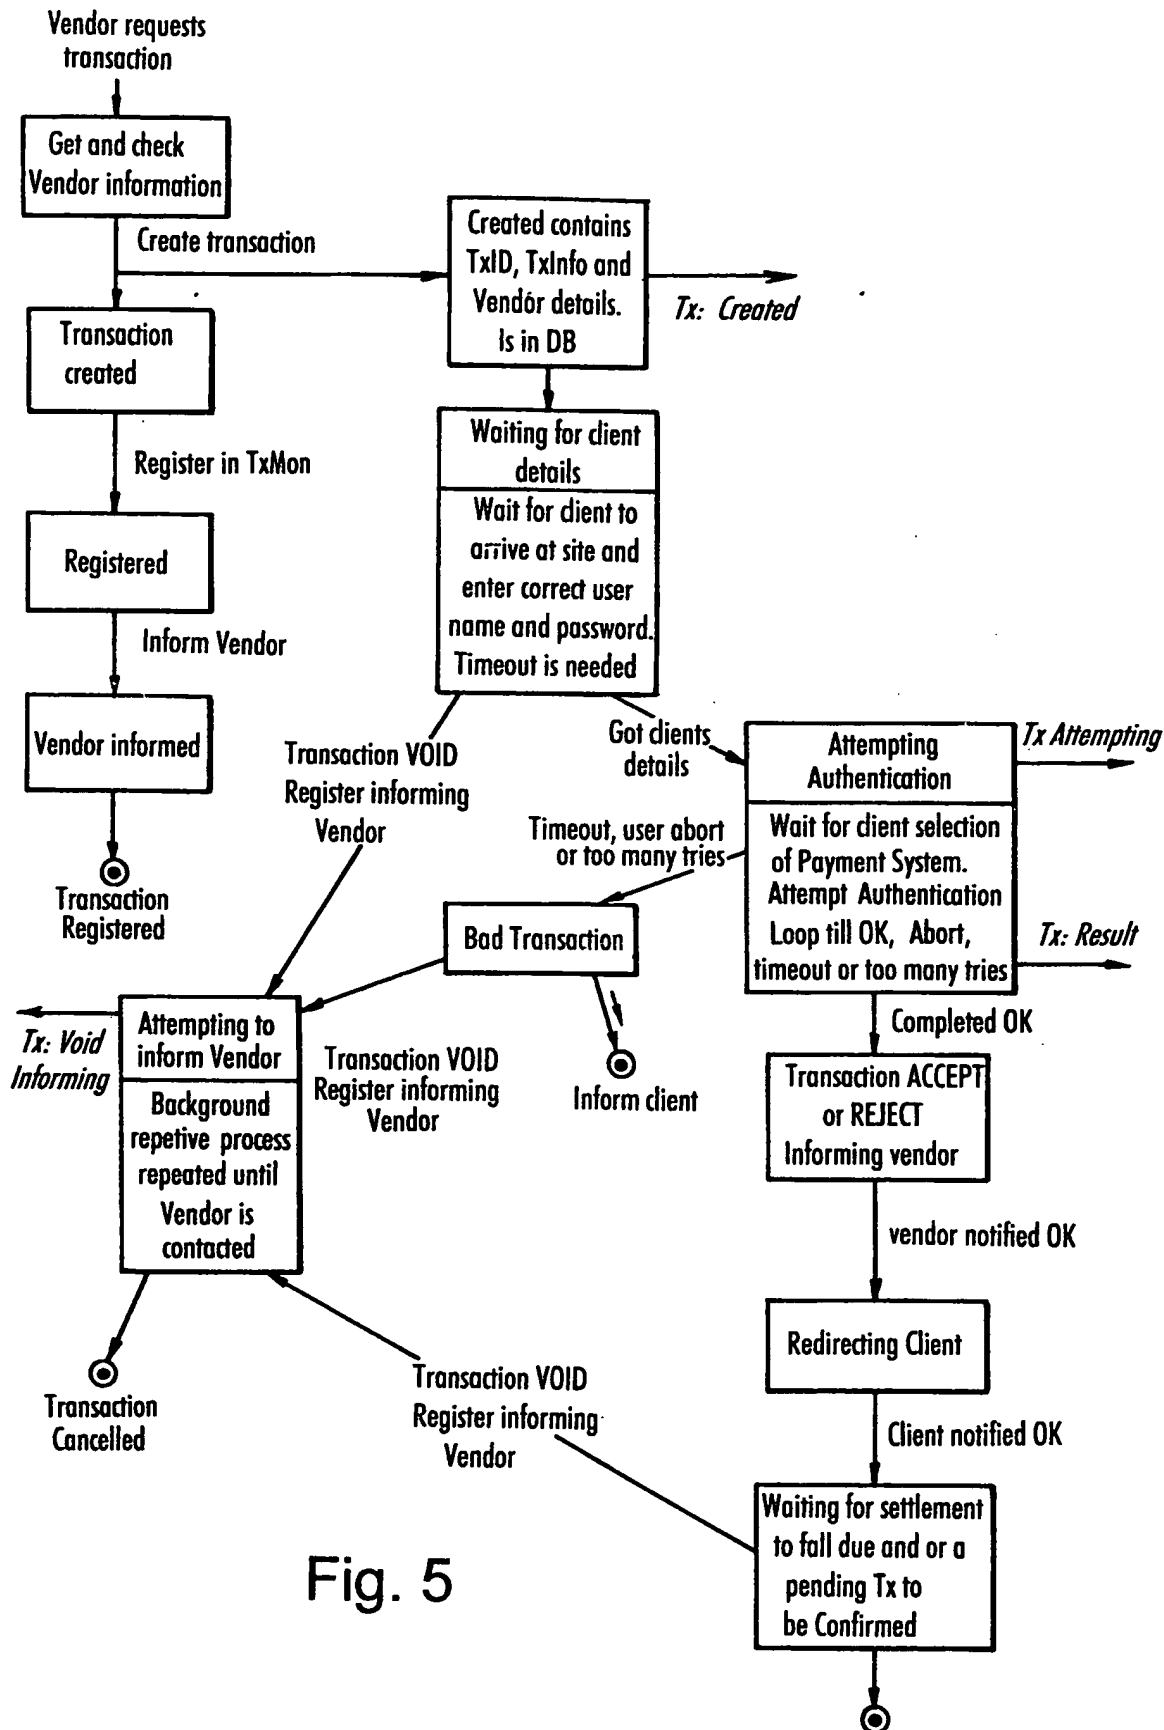 Vendor requests
transaction
Get and check
Vendor information
Create transaction
Created contains
TxID, TxInfo and
Vendor details.
Is in DB
Tx: Created
Transaction
created
Register in TxMon
Registered
Inform Vendor
Vendor informed
Transaction
Registered
Waiting for client
details
Wait for client to
arrive at site and
enter correct user
name and password.
Timeout is needed
Transaction VOID
Register informing
Vendor
Got clients
details
Attempting
Authentication
Tx Attempting
Wait for client selection
of Payment System.
Attempt Authentication
Loop till OK, Abort,
timeout or too many tries
Tx: Result
Timeout, user abort
or too many tries
Bad Transaction
Inform client
Attempting to
inform Vendor
Background
repetive process
repeated until
Vendor is
contacted
Tx: Void
Informing
Transaction VOID
Register informing
Vendor
Transaction
Cancelled
Completed OK
Transaction ACCEPT
or REJECT
Informing vendor
vendor notified OK
Redirecting Client
Client notified OK
Transaction VOID
Register informing
Vendor
Waiting for settlement
to fall due and or a
pending Tx to
be Confirmed
Fig. 5